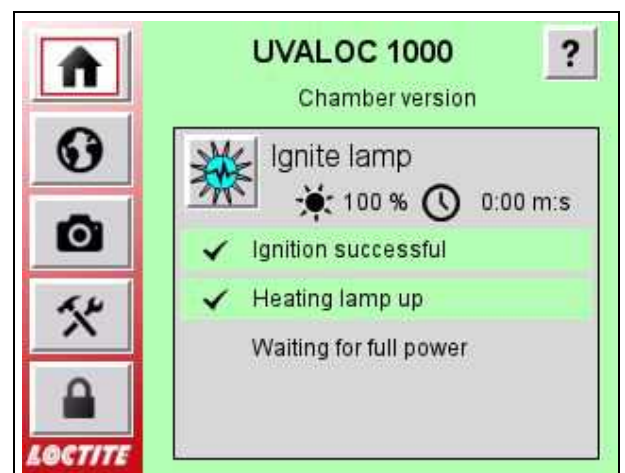 UVALOC 1000
?
Chamber version
Ignite lamp
100 % 0:00 m:s
Ignition successful
Heating lamp up
Waiting for full power
LOCTITE